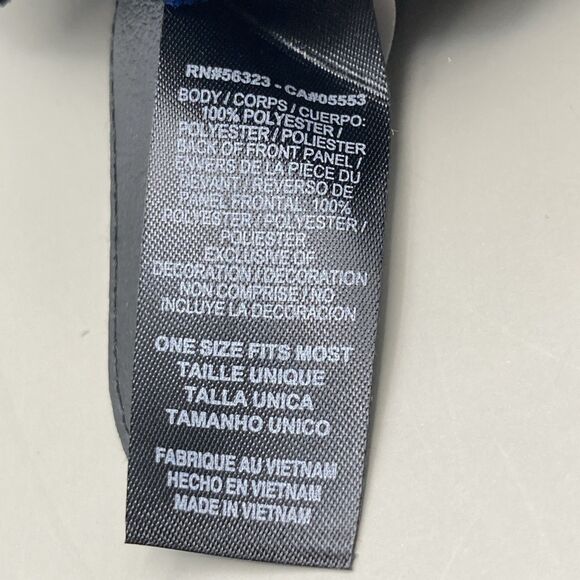 RN#56323 - CA#05553
BODY / CORPS / CUERPO:
100% POLYESTER /
POLYESTER / POLIESTER
BACK OF FRONT PANEL /
ENVERS DE LA PIÈCE DU
DEVANT / REVERSO DE
PANEL FRONTAL: 100%
POLYESTER / POLYESTER /
POLIESTER
EXCLUSIVE OF
DECORATION / DECORATION
NON COMPRISE / NO
INCLUYE LA DECORACION
ONE SIZE FITS MOST
TAILLE UNIQUE
TALLA UNICA
TAMANHO UNICO
FABRIQUE AU VIETNAM
HECHO EN VIETNAM
MADE IN VIETNAM